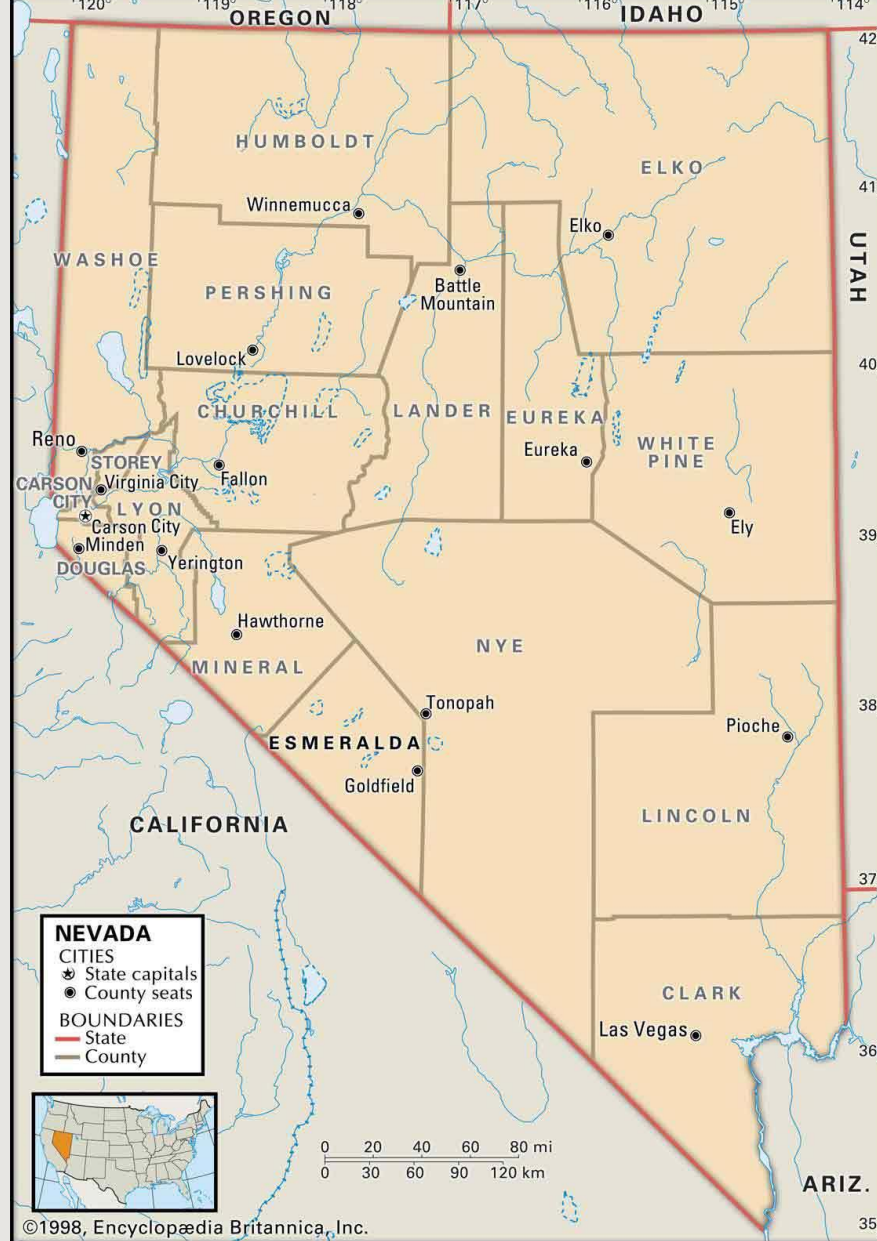 120° 119° 118° 117° 116° 115° 114°
OREGON IDAHO
42
HUMBOLDT
ELKO
41
Winnemucca
Elko
UTAH
WASHOE
Battle
Mountain
PERSHING
Lovelock
40
CHURCHILL LANDER EUREKA
WHITE
PINE
Reno
STOREY
Eureka
CARSON
CITY
Virginia City
Fallon
LYON
Ely
Carson City
39
Minden
Yerington
DOUGLAS
Hawthorne
NYE
MINERAL
38
Tonopah
Pioche
ESMERALDA
Goldfield
LINCOLN
CALIFORNIA
37
NEVADA
CITIES
State capitals
County seats
BOUNDARIES
State
County
CLARK
Las Vegas
36
0 20 40 60 80 mi
0 30 60 90 120 km
ARIZ.
35
©1998, Encyclopædia Britannica, Inc.